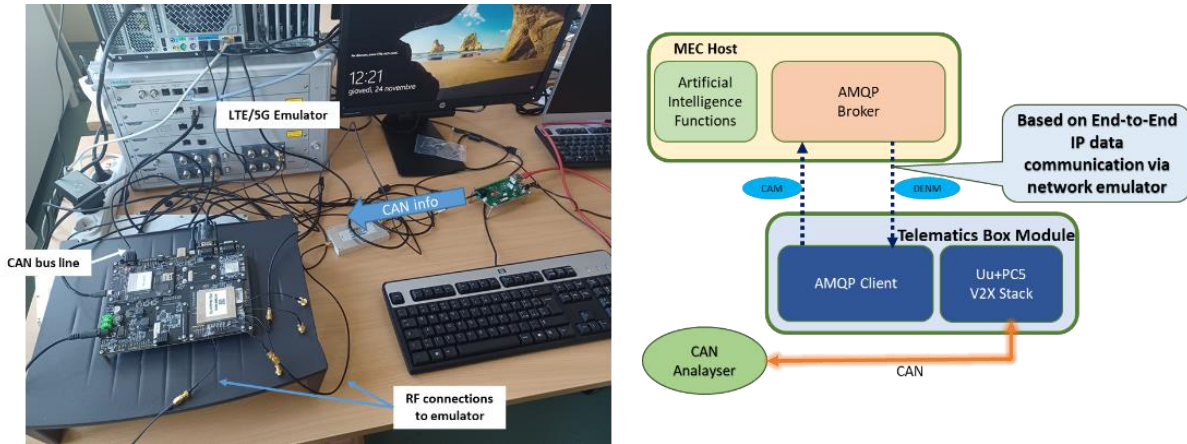 12:21
giovedì, 24 novembre
LTE/5G Emulator
CAN info
CAN bus line
RF connections
to emulator
MEC Host
Artificial
Intelligence
Functions
AMQP
Broker
Based on End-to-End
IP data
communication via
network emulator
CAM
DENM
Telematics Box Module
AMQP Client
Uu+PC5
V2X Stack
CAN
Analayser
CAN